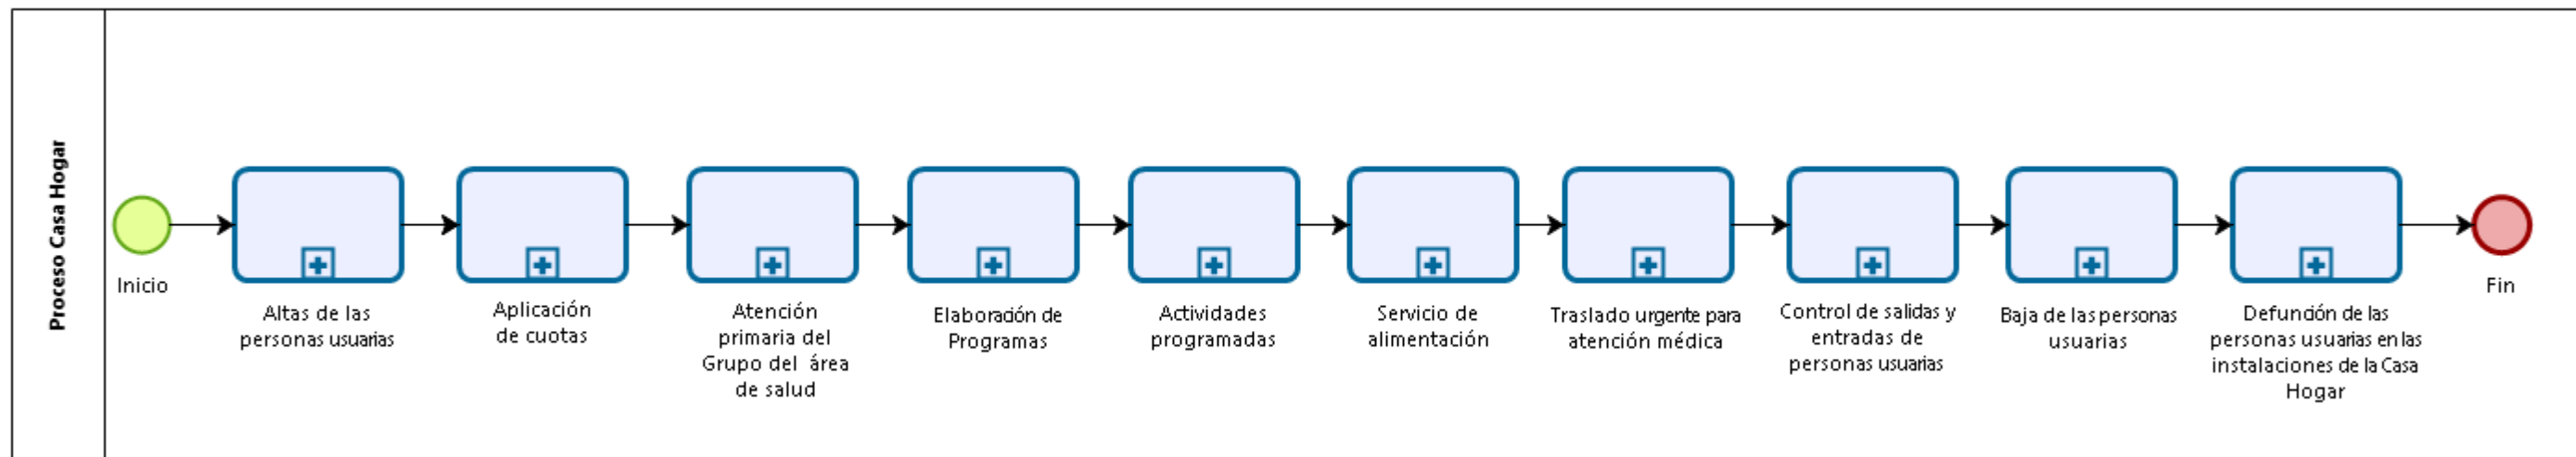 Proceso Casa Hogar
Inicio
Altas de las
personas usuarias
Aplicación
de cuotas
Atención
primaria del
Grupo del área
de salud
Elaboración de
Programas
Actividades
programadas
Servicio de
alimentación
Traslado urgente para
atención médica
Control de salidas y
entradas de
personas usuarias
Baja de las personas
usuarias
Defunción de las
personas usuarias en las
instalaciones de la Casa
Hogar
Fin